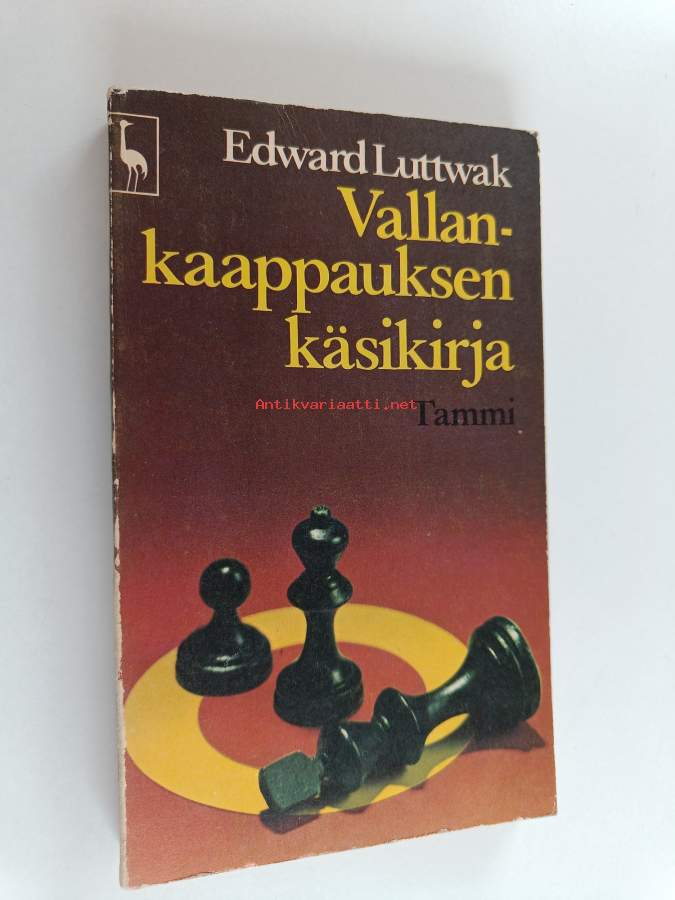 Edward Luttwak
Vallan-
kaappauksen
käsikirja
Antikvariaatti.net
Tammi